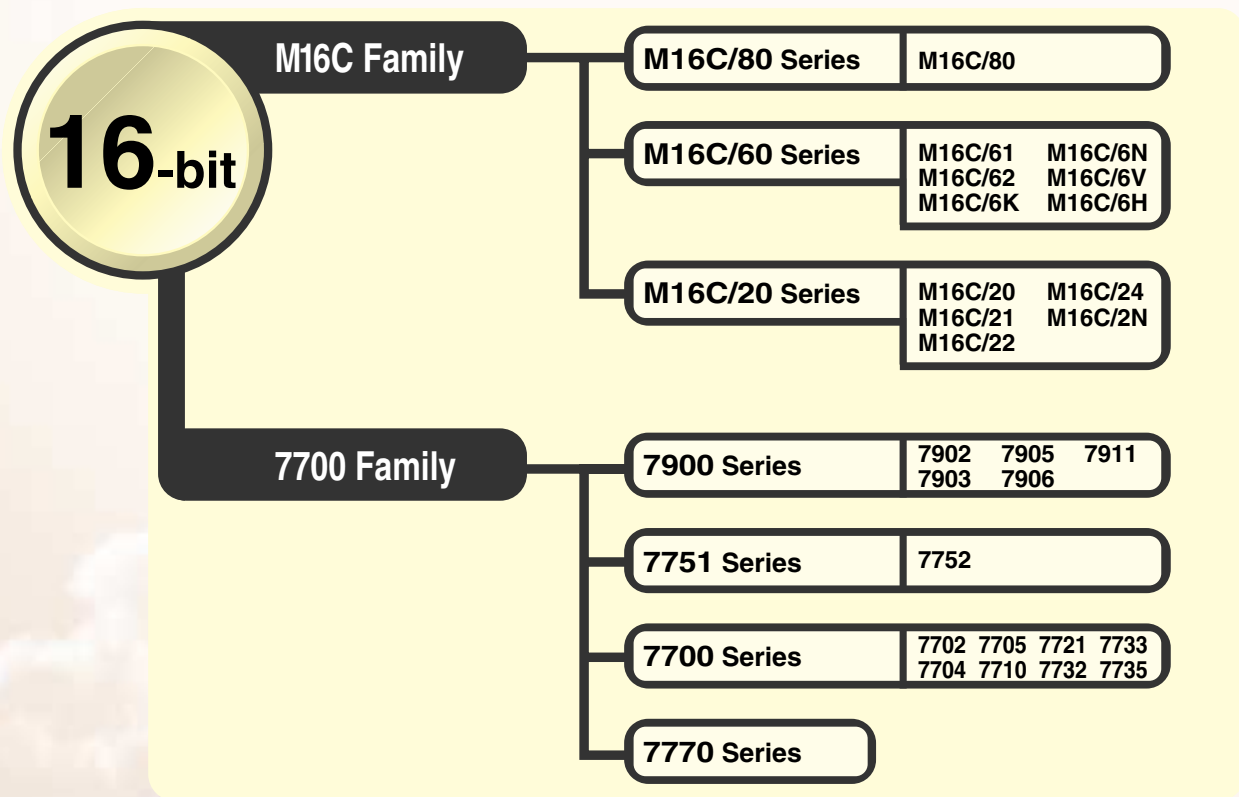 16-bit
M16C Family
M16C/80 Series
M16C/80
M16C/60 Series
M16C/61 M16C/6N
M16C/62 M16C/6V
M16C/6K M16C/6H
M16C/20 Series
M16C/20 M16C/24
M16C/21 M16C/2N
M16C/22
7700 Family
7900 Series
7902 7905 7911
7903 7906
7751 Series
7752
7700 Series
7702 7705 7721 7733
7704 7710 7732 7735
7770 Series